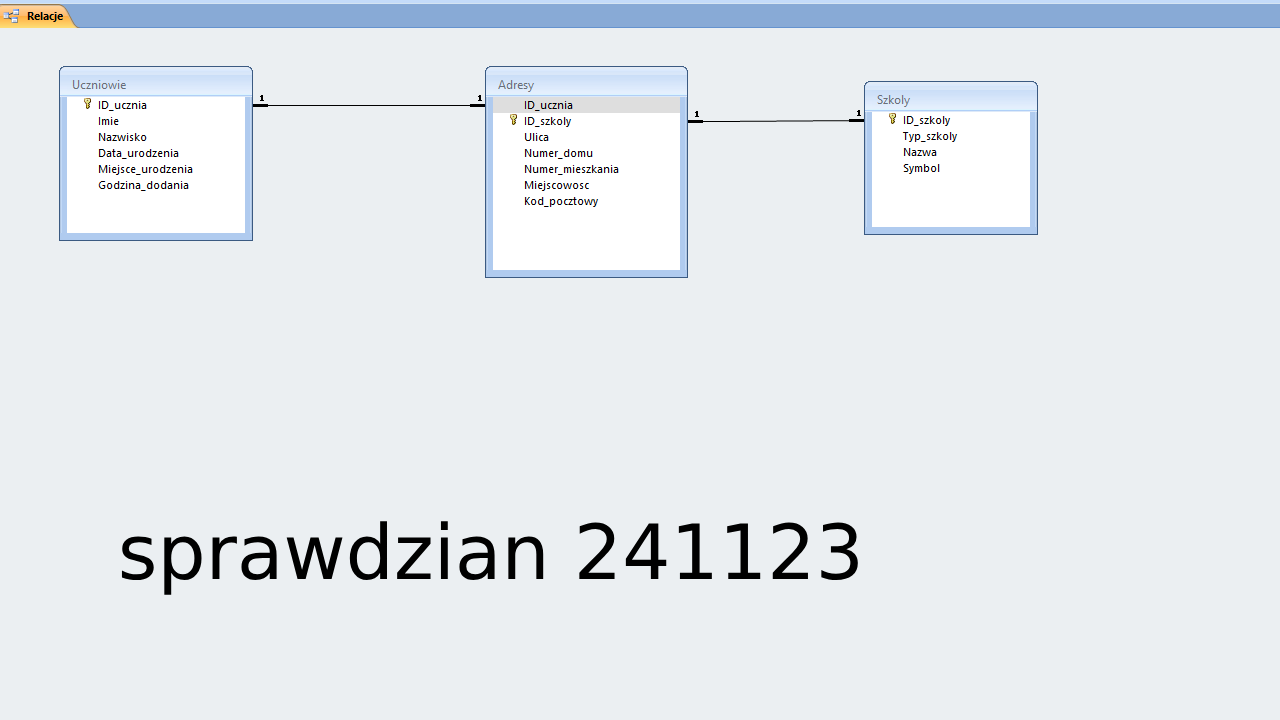 Relacje
Uczniowie
ID_ucznia
Imie
Nazwisko
Data_urodzenia
Miejsce_urodzenia
Godzina_dodania
1
1
Adresy
ID_ucznia
ID_szkoly
Ulica
Numer_domu
Numer_mieszkania
Miejscowosc
Kod_pocztowy
1
1
Szkoly
ID_szkoly
Typ_szkoly
Nazwa
Symbol
sprawdzian 241123